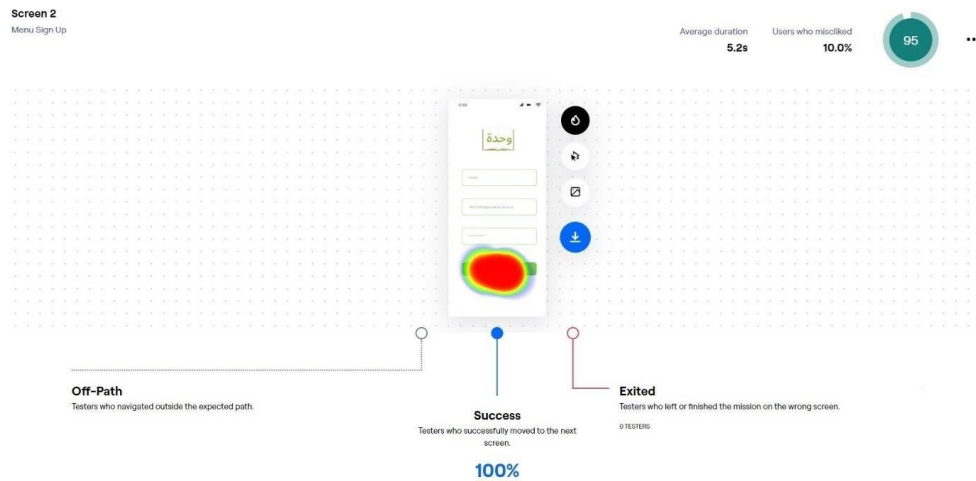 Screen 2
Menu Sign Up
Average duration
5.2s
Users who misliked
10.0%
95
وحدة
Off-Path
Testers who navigated outside the expected path.
Success
Testers who successfully moved to the next
screen.
100%
Exited
Testers who left or finished the mission on the wrong screen.
0 TESTERS